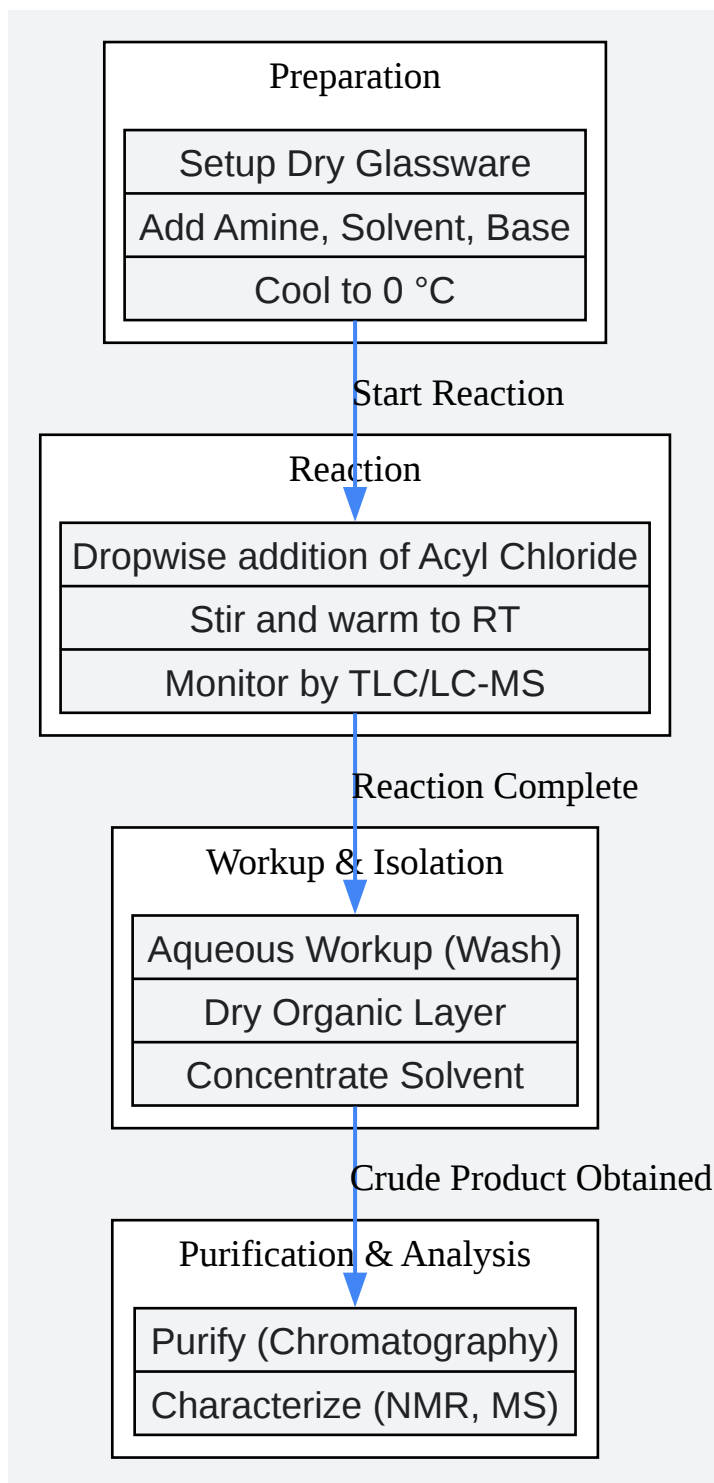 Preparation
Setup Dry Glassware
Add Amine, Solvent, Base
Cool to 0 °C
Start Reaction
Reaction
Dropwise addition of Acyl Chloride
Stir and warm to RT
Monitor by TLC/LC-MS
Reaction Complete
Workup & Isolation
Aqueous Workup (Wash)
Dry Organic Layer
Concentrate Solvent
Crude Product Obtained
Purification & Analysis
Purify (Chromatography)
Characterize (NMR, MS)